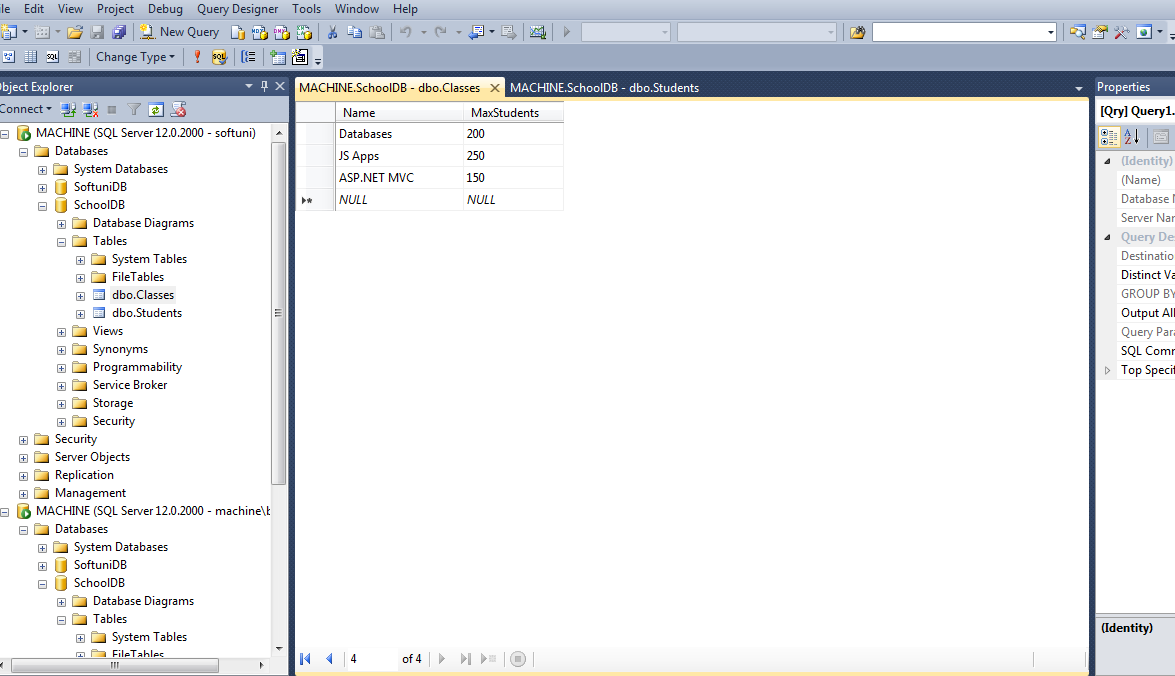 ile Edit View Project Debug Query Designer Tools Window Help
New Query
Change Type
Object Explorer
Connect
MACHINE (SQL Server 12.0.2000 - softuni)
Databases
System Databases
SoftuniDB
SchoolDB
Database Diagrams
Tables
System Tables
FileTables
dbo.Classes
dbo.Students
Views
Synonyms
Programmability
Service Broker
Storage
Security
Security
Server Objects
Replication
Management
MACHINE (SQL Server 12.0.2000 - machine\b
Databases
System Databases
SoftuniDB
SchoolDB
Database Diagrams
Tables
System Tables
FileTables
MACHINE.SchoolDB - dbo.Classes MACHINE.SchoolDB - dbo.Students
Name MaxStudents
Databases 200
JS Apps 250
ASP.NET MVC 150
NULL NULL
4 of 4
Properties
[Qry] Query1.
(Identity)
(Name)
Database N
Server Nar
Query De
Destinatio
Distinct Va
GROUP BY
Output All
Query Para
SQL Comr
Top Specif
(Identity)